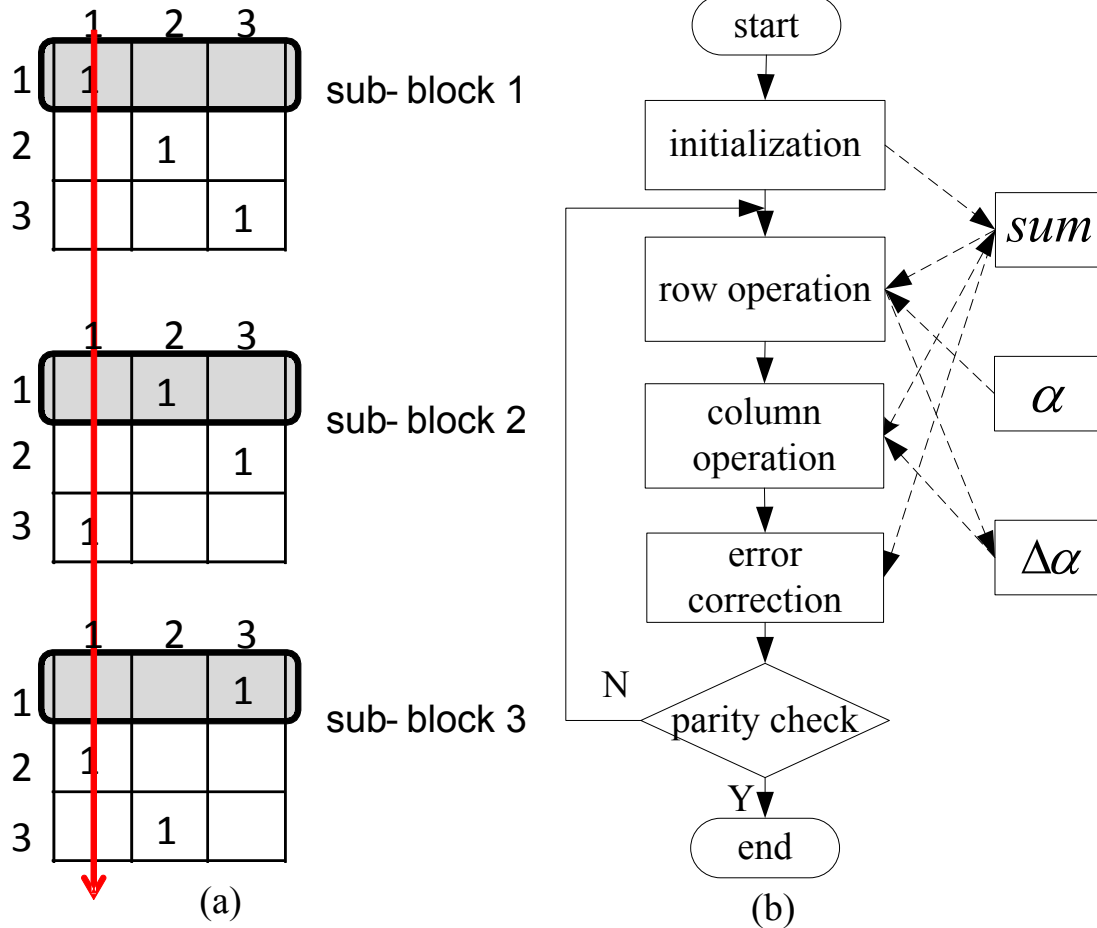 1 2 3
1 1 sub- block 1
2 1
3 1
1 2 3
1 1 sub- block 2
2 1
3 1
1 2 3
1 1 sub- block 3
2 1
3 1
(a)
start
initialization
row operation
column
operation
error
correction
N
parity check
Y
end
sum
α
Δα
(b)